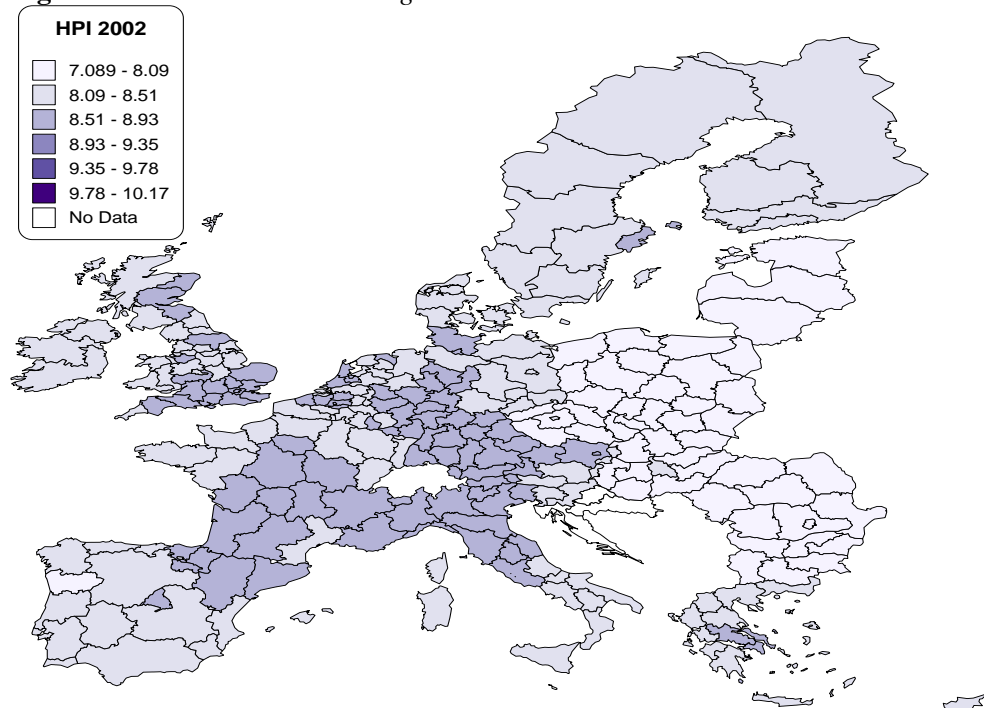 HPI 2002
7.089 - 8.09
8.09 - 8.51
8.51 - 8.93
8.93 - 9.35
9.35 - 9.78
9.78 - 10.17
No Data